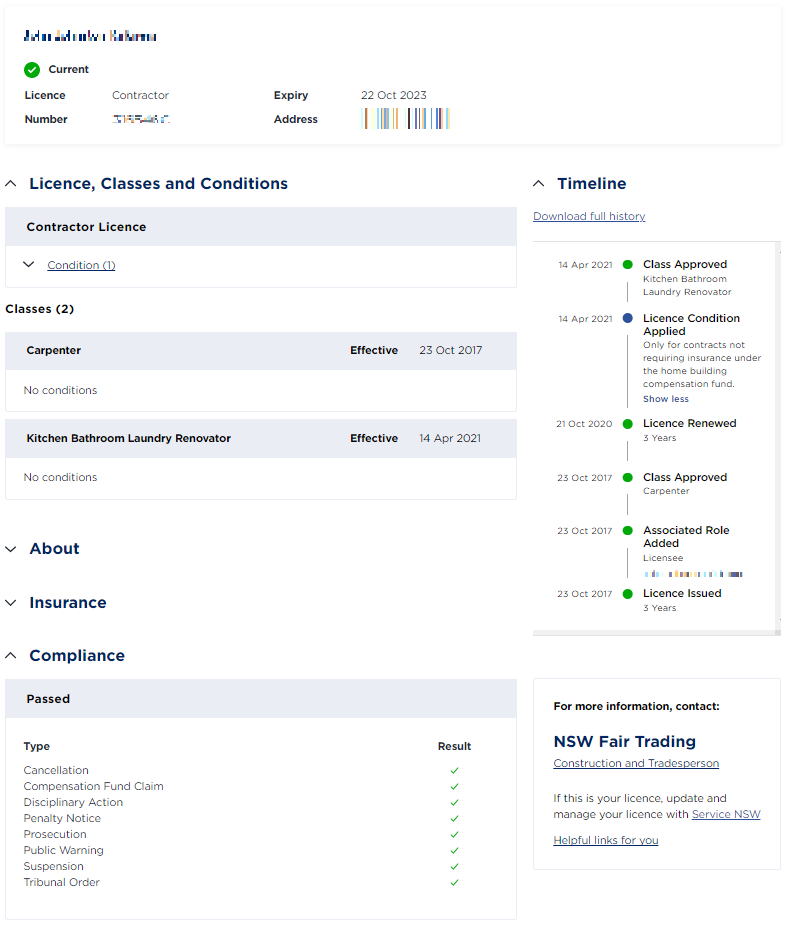 Current
Licence Contractor Expiry 22 Oct 2023
Number Address
Licence, Classes and Conditions
Contractor Licence
Condition (1)
Classes (2)
Carpenter Effective 23 Oct 2017
No conditions
Kitchen Bathroom Laundry Renovator Effective 14 Apr 2021
No conditions
About
Insurance
Compliance
Passed
Type Result
Cancellation
Compensation Fund Claim
Disciplinary Action
Penalty Notice
Prosecution
Public Warning
Suspension
Tribunal Order
Timeline
Download full history
14 Apr 2021 Class Approved
Kitchen Bathroom
Laundry Renovator
14 Apr 2021 Licence Condition
Applied
Only for contracts not
requiring insurance under
the home building
compensation fund.
Show less
21 Oct 2020 Licence Renewed
3 Years
23 Oct 2017 Class Approved
Carpenter
23 Oct 2017 Associated Role
Added
Licensee
23 Oct 2017 Licence Issued
3 Years
For more information, contact:
NSW Fair Trading
Construction and Tradesperson
If this is your licence, update and
manage your licence with Service NSW
Helpful links for you